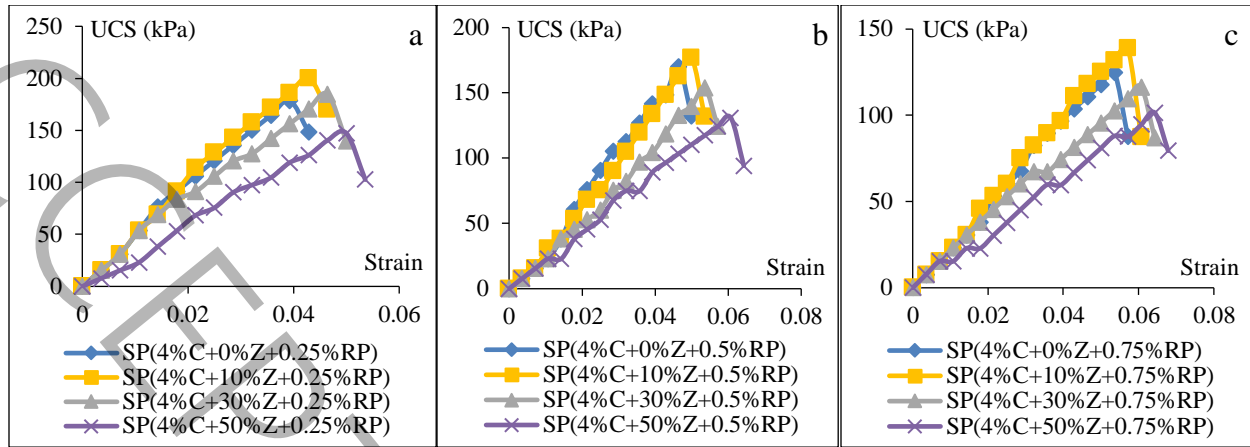 UCS (kPa)
a
250
200
150
100
50
0
Strain
0
0.02
0.04
0.06
SP(4%C+0%Z+0.25%RP)
SP(4%C+10%Z+0.25%RP)
SP(4%C+30%Z+0.25%RP)
SP(4%C+50%Z+0.25%RP)
UCS (kPa)
b
200
150
100
50
0
Strain
0
0.02
0.04
0.06
0.08
SP(4%C+0%Z+0.5%RP)
SP(4%C+10%Z+0.5%RP)
SP(4%C+30%Z+0.5%RP)
SP(4%C+50%Z+0.5%RP)
UCS (kPa)
c
150
100
50
0
Strain
0
0.02
0.04
0.06
0.08
SP(4%C+0%Z+0.75%RP)
SP(4%C+10%Z+0.75%RP)
SP(4%C+30%Z+0.75%RP)
SP(4%C+50%Z+0.75%RP)